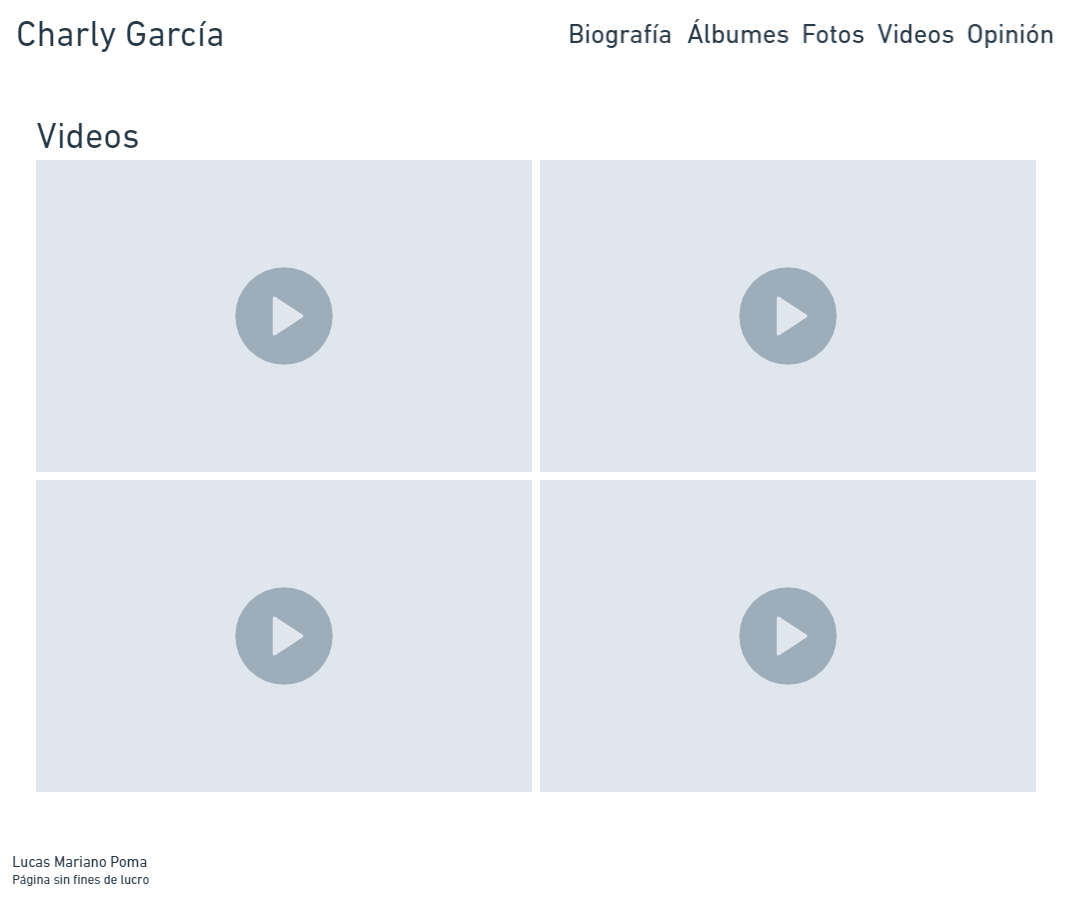 Charly García
Biografía Álbumes Fotos Videos Opinión
Videos
Lucas Mariano Poma
Página sin fines de lucro